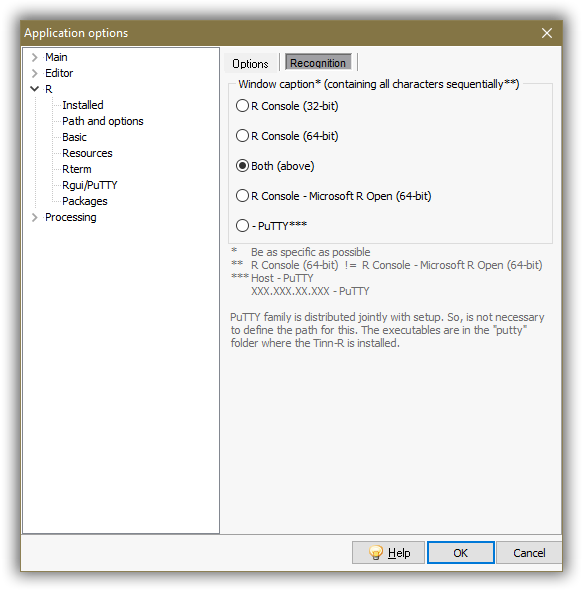 Application options
Main
Editor
R
Installed
Path and options
Basic
Resources
Rterm
Rgui/PuTTY
Packages
Processing
Options
Recognition
Window caption* (containing all characters sequentially**)
R Console (32-bit)
R Console (64-bit)
Both (above)
R Console - Microsoft R Open (64-bit)
- PuTTY***
* Be as specific as possible
** R Console (64-bit) != R Console - Microsoft R Open (64-bit)
*** Host - PuTTY
XXX.XXX.XX.XXX - PuTTY
PuTTY family is distributed jointly with setup. So, is not necessary
to define the path for this. The executables are in the "putty"
folder where the Tinn-R is installed.
Help
OK
Cancel